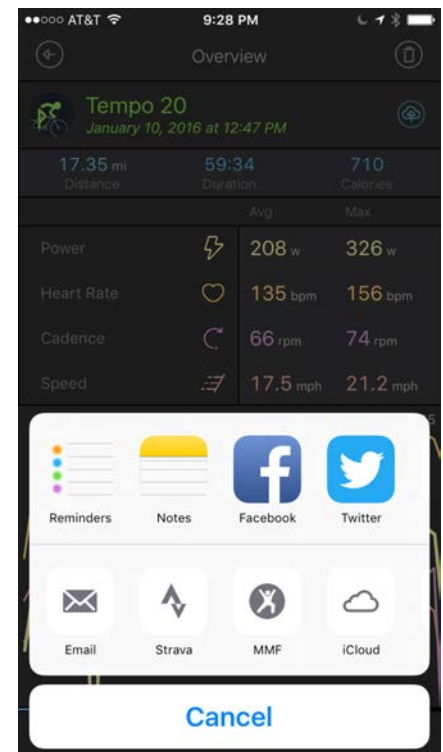 AT&T 9:28 PM
Overview
Tempo 20
January 10, 2016 at 12:47 PM
17.35 mi 59:34 710
Distance Duration Calories
Avg Max
Power 208 w 326 w
Heart Rate 135 bpm 156 bpm
Cadence 66 rpm 74 rpm
Speed 17.5 mph 21.2 mph
5
Reminders Notes Facebook Twitter
Email Strava MMF iCloud
Cancel